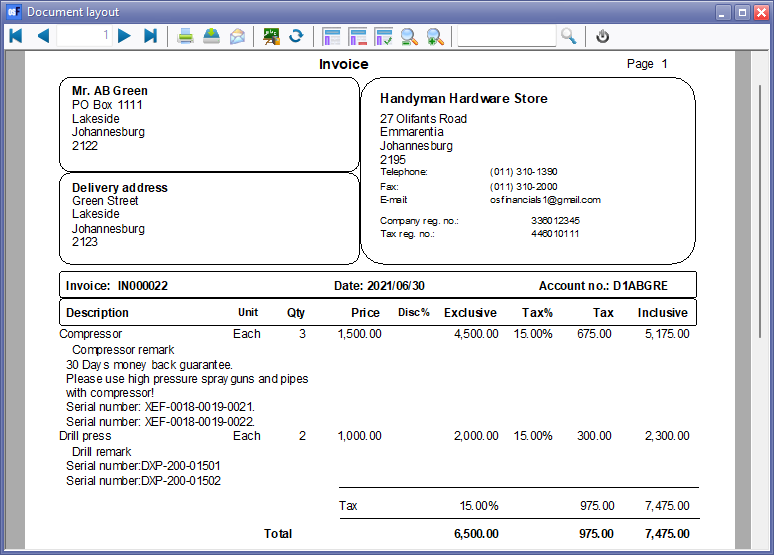 Document layout
1
Invoice Page 1
Mr. AB Green
PO Box 1111
Lakeside
Johannesburg
2122
Handyman Hardware Store
27 Olifants Road
Emmarentia
Johannesburg
2195
Telephone: (011) 310-1390
Fax: (011) 310-2000
E-mail: osfinancials1@gmail.com
Company reg. no.: 336012345
Tax reg. no.: 446010111
Delivery address
Green Street
Lakeside
Johannesburg
2123
Invoice: IN000022 Date: 2021/06/30 Account no.: D1ABGRE
Description Unit Qty Price Disc% Exclusive Tax% Tax Inclusive
Compressor Each 3 1,500.00 4,500.00 15.00% 675.00 5,175.00
Compressor remark
30 Days money back guarantee.
Please use high pressure spray guns and pipes
with compressor!
Serial number: XEF-0018-0019-0021.
Serial number: XEF-0018-0019-0022.
Drill press Each 2 1,000.00 2,000.00 15.00% 300.00 2,300.00
Drill remark
Serial number:DXP-200-01501
Serial number:DXP-200-01502
Tax 15.00% 975.00 7,475.00
Total 6,500.00 975.00 7,475.00